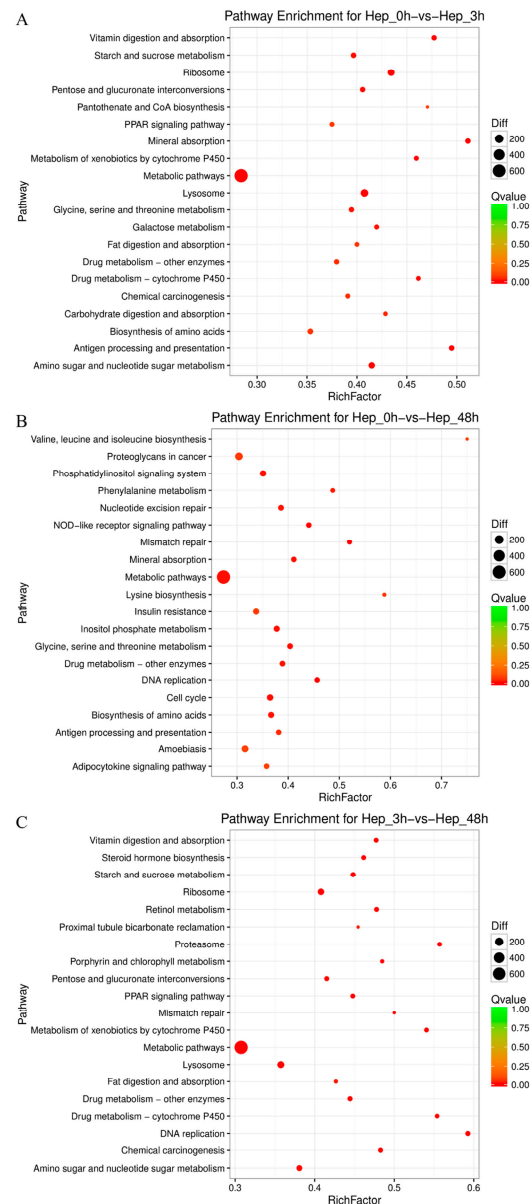 A
Pathway Enrichment for Hep_0h-vs-Hep_3h
Vitamin digestion and absorption
Starch and sucrose metabolism
Ribosome
Pentose and glucuronate interconversions
Pantothenate and CoA biosynthesis
PPAR signaling pathway
Mineral absorption
Metabolism of xenobiotics by cytochrome P450
Metabolic pathways
Lysosome
Glycine, serine and threonine metabolism
Galactose metabolism
Fat digestion and absorption
Drug metabolism − other enzymes
Drug metabolism − cytochrome P450
Chemical carcinogenesis
Carbohydrate digestion and absorption
Biosynthesis of amino acids
Antigen processing and presentation
Amino sugar and nucleotide sugar metabolism
Pathway
0.30 0.35 0.40 0.45 0.50
RichFactor
Diff
200
400
600
Qvalue
1.00
0.75
0.50
0.25
0.00
B
Pathway Enrichment for Hep_0h-vs-Hep_48h
Valine, leucine and isoleucine biosynthesis
Proteoglycans in cancer
Phosphatidylinositol signaling system
Phenylalanine metabolism
Nucleotide excision repair
NOD-like receptor signaling pathway
Mismatch repair
Mineral absorption
Metabolic pathways
Lysine biosynthesis
Insulin resistance
Inositol phosphate metabolism
Glycine, serine and threonine metabolism
Drug metabolism − other enzymes
DNA replication
Cell cycle
Biosynthesis of amino acids
Antigen processing and presentation
Amoebiasis
Adipocytokine signaling pathway
Pathway
0.3 0.4 0.5 0.6 0.7
RichFactor
Diff
200
400
600
Qvalue
1.00
0.75
0.50
0.25
0.00
C
Pathway Enrichment for Hep_3h-vs-Hep_48h
Vitamin digestion and absorption
Steroid hormone biosynthesis
Starch and sucrose metabolism
Ribosome
Retinol metabolism
Proximal tubule bicarbonate reclamation
Proteasome
Porphyrin and chlorophyll metabolism
Pentose and glucuronate interconversions
PPAR signaling pathway
Mismatch repair
Metabolism of xenobiotics by cytochrome P450
Metabolic pathways
Lysosome
Fat digestion and absorption
Drug metabolism − other enzymes
Drug metabolism − cytochrome P450
DNA replication
Chemical carcinogenesis
Amino sugar and nucleotide sugar metabolism
Pathway
0.3 0.4 0.5 0.6
RichFactor
Diff
200
400
600
Qvalue
1.00
0.75
0.50
0.25
0.00